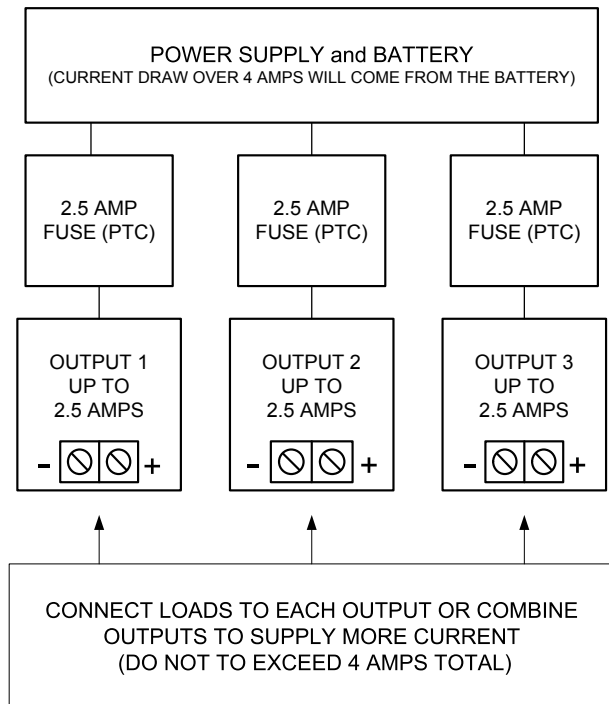 POWER SUPPLY and BATTERY
(CURRENT DRAW OVER 4 AMPS WILL COME FROM THE BATTERY)
2.5 AMP
FUSE (PTC)
2.5 AMP
FUSE (PTC)
2.5 AMP
FUSE (PTC)
OUTPUT 1
UP TO
2.5 AMPS
- +
OUTPUT 2
UP TO
2.5 AMPS
- +
OUTPUT 3
UP TO
2.5 AMPS
- +
CONNECT LOADS TO EACH OUTPUT OR COMBINE
OUTPUTS TO SUPPLY MORE CURRENT
(DO NOT TO EXCEED 4 AMPS TOTAL)